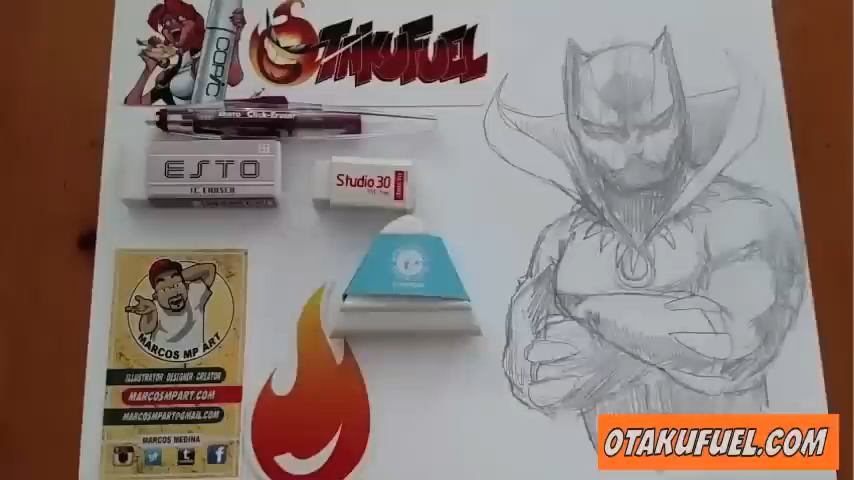 COPIC
OTAKUFUEL
Click-Eraser
ESTO
Studio 30
MARCOS MP ART
ILLUSTRATOR-DESIGNER-CREATOR
MARCOSMPART.COM
MARCOSMPART@GMAIL.COM
MARCOS MEDINA
OTAKUFUEL.COM